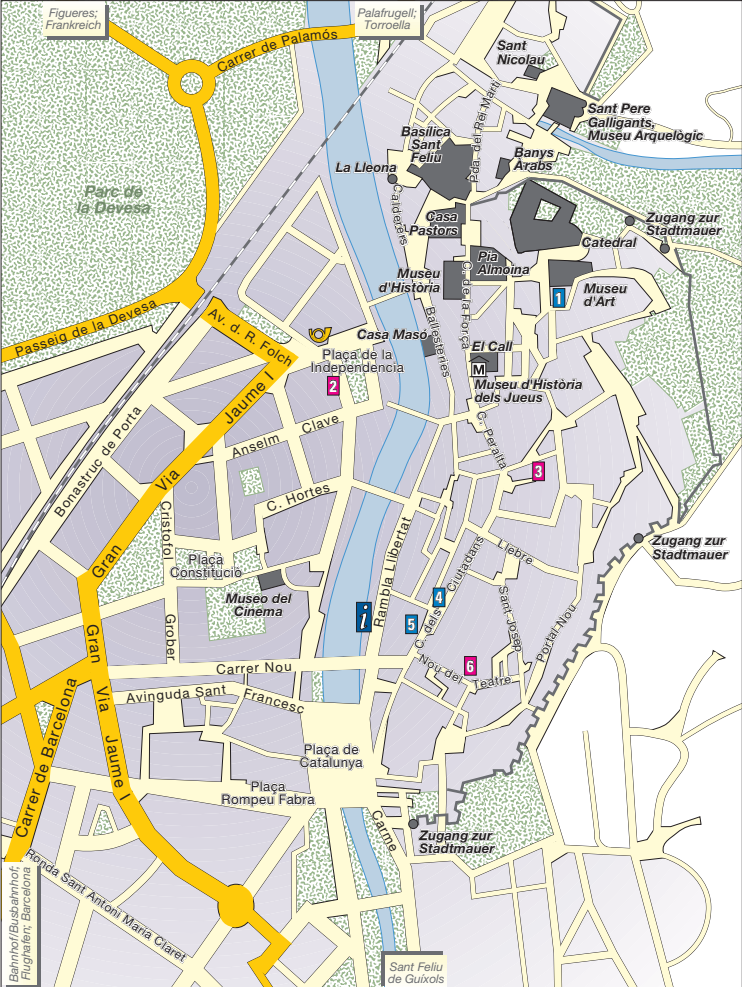 Figueres;
Frankreich
Palafrugell;
Torroella
Carrer de Palamós
Sant
Nicolau
Sant Pere
Galligants,
Museu Arquelògic
Pda. del Rei Martí
Basílica
Sant
Feliu
Banys
Àrabs
La Lleona
Parc de
la Devesa
Calderers
Casa
Pastors
Zugang zur
Stadtmauer
Catedral
Pia
Almoina
Museu
d'Història
C. de la Força
Museu
d'Art
1
Passeig de la Devesa
Av. d. R. Folch
Ballesteries
Casa Masó
El Call
Plaça de la
Independencia
M
Museu d'Història
dels Jueus
2
Gran Via Jaume I
Bonastruc de Porta
Anselm Clave
C. Peralta
3
C. Hortes
Cristofol Grober
Rambla Llibertat
Zugang zur
Stadtmauer
Llebre
Plaça
Constitucio
Museo del
Cinema
i
4
5
C. dels Ciutadans
Sant Josep
Portal Nou
6
Nou del Teatre
Carrer Nou
Gran Via Jaume I
Avinguda Sant Francesc
Carrer de Barcelona
Plaça de
Catalunya
Plaça
Rompeu Fabra
Carme
Zugang zur
Stadtmauer
Ronda Sant Antoni Maria Claret
Bahnhof/Busbahnhof;
Flughafen; Barcelona
Sant Feliu
de Guíxols